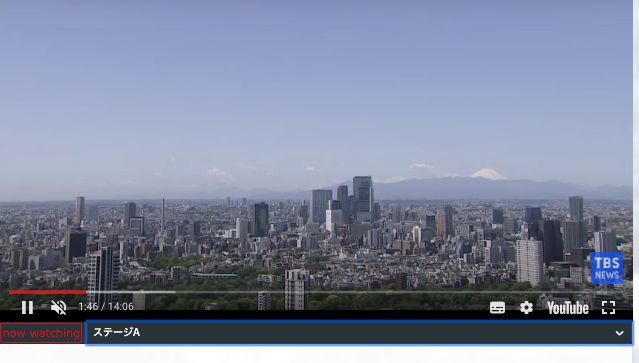 TBS
NEWS
1:46 / 14:06
YouTube
now watching
ステージA